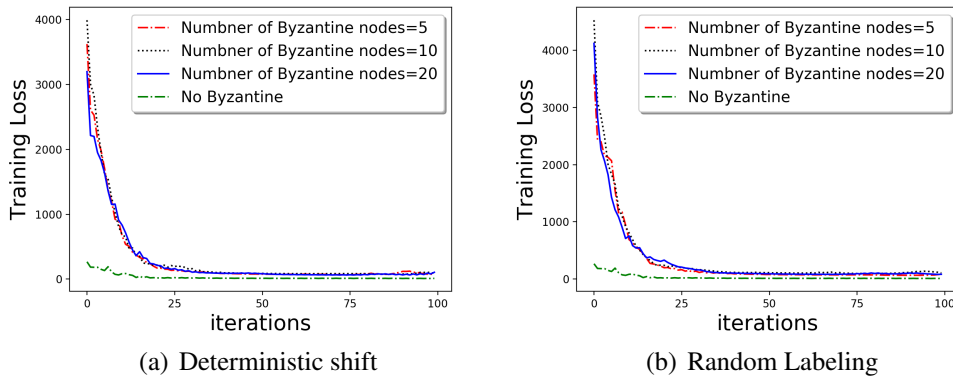 4000
3000
2000
1000
0
Training Loss
0
25
50
75
100
iterations
Numbner of Byzantine nodes=5
Numbner of Byzantine nodes=10
Numbner of Byzantine nodes=20
No Byzantine
(a) Deterministic shift
4000
3000
2000
1000
0
Training Loss
0
25
50
75
100
iterations
Numbner of Byzantine nodes=5
Numbner of Byzantine nodes=10
Numbner of Byzantine nodes=20
No Byzantine
(b) Random Labeling